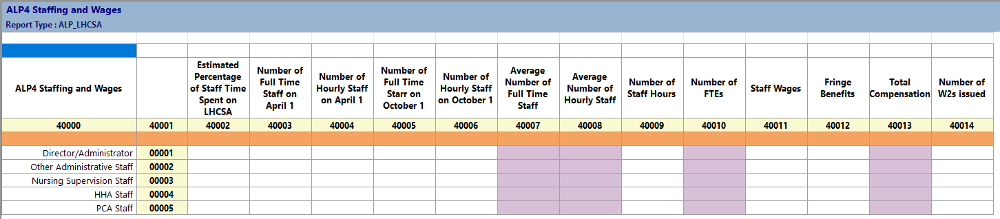 ALP4 Staffing and Wages
Report Type : ALP_LHCSA
ALP4 Staffing and Wages
Estimated
Percentage
of Staff Time
Spent on
LHCSA
Number of
Full Time
Staff on
April 1
Number of
Hourly Staff
on April 1
Number of
Full Time
Starr on
October 1
Number of
Hourly Staff
on October 1
Average
Number of
Full Time
Staff
Average
Number of
Hourly Staff
Number of
Staff Hours
Number of
FTEs
Staff Wages
Fringe
Benefits
Total
Compensation
Number of
W2s issued
40000 40001 40002 40003 40004 40005 40006 40007 40008 40009 40010 40011 40012 40013 40014
Director/Administrator 00001
Other Administrative Staff 00002
Nursing Supervision Staff 00003
HHA Staff 00004
PCA Staff 00005